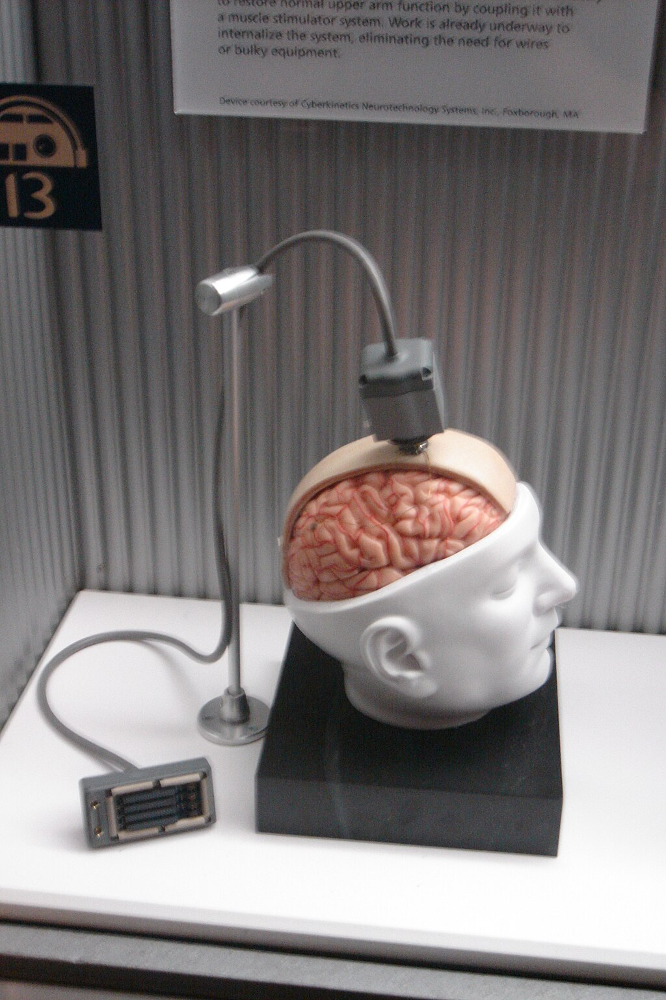 to restore normal upper arm function by coupling it with
a muscle stimulator system. Work is already underway to
internalize the system, eliminating the need for wires
or bulky equipment.
Device courtesy of Cyberkinetics Neurotechnology Systems, Inc., Foxborough, MA
13